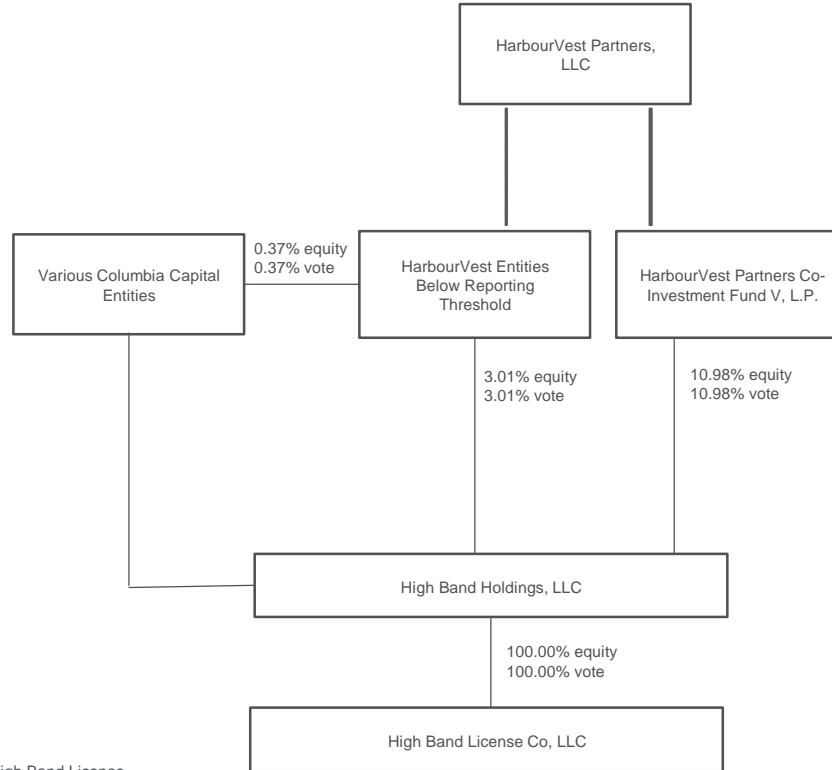 HarbourVest Partners,
LLC
0.37% equity
0.37% vote
Various Columbia Capital
Entities
HarbourVest Entities
Below Reporting
Threshold
HarbourVest Partners Co-
Investment Fund V, L.P.
3.01% equity
3.01% vote
10.98% equity
10.98% vote
High Band Holdings, LLC
100.00% equity
100.00% vote
High Band License Co, LLC
Band License